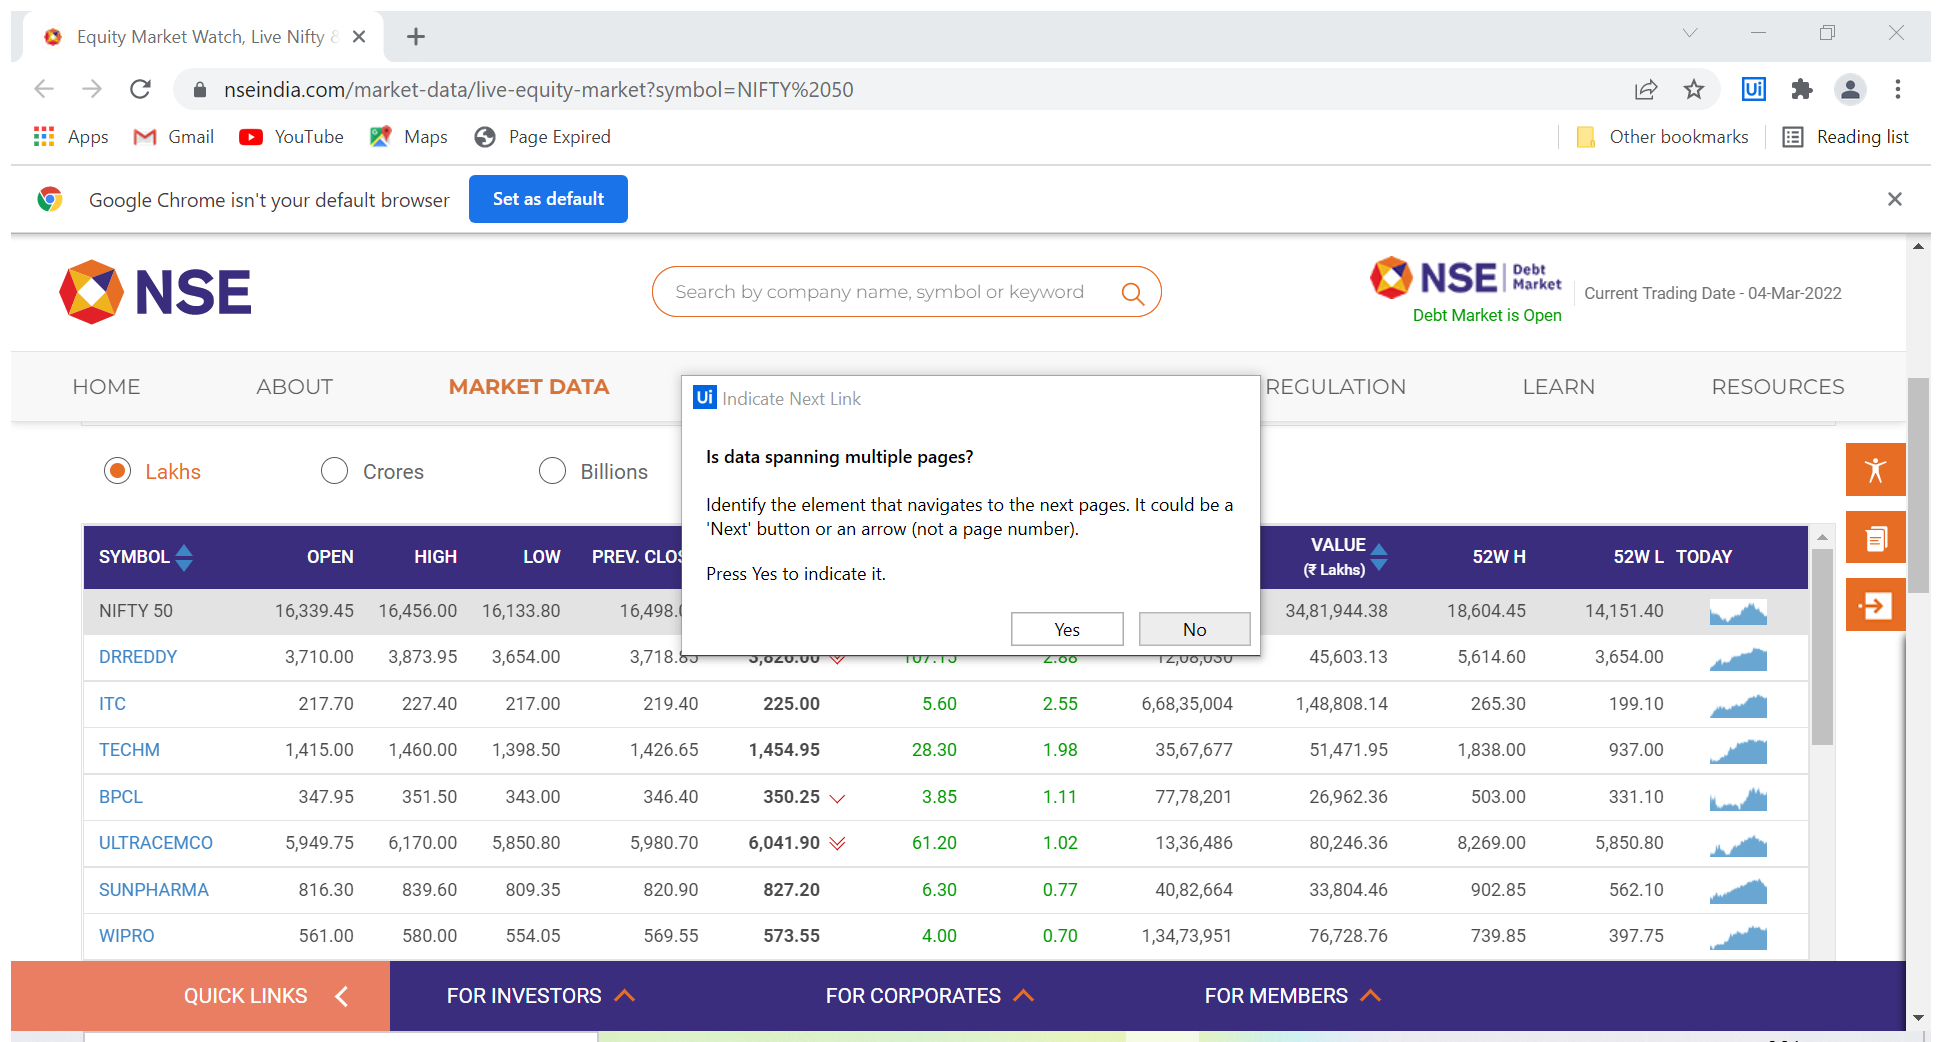 Equity Market Watch, Live Nifty &
nseindia.com/market-data/live-equity-market?symbol=NIFTY%2050
Ui
Apps Gmail YouTube Maps Page Expired Other bookmarks Reading list
Google Chrome isn't your default browser Set as default
NSE
Search by company name, symbol or keyword
NSE Debt Market
Current Trading Date - 04-Mar-2022
Debt Market is Open
HOME ABOUT MARKET DATA REGULATION LEARN RESOURCES
Ui Indicate Next Link
Is data spanning multiple pages?
Identify the element that navigates to the next pages. It could be a
'Next' button or an arrow (not a page number).
Press Yes to indicate it.
Yes No
Lakhs Crores Billions
SYMBOL OPEN HIGH LOW PREV. CLOS VALUE (₹ Lakhs) 52W H 52W L TODAY
NIFTY 50 16,339.45 16,456.00 16,133.80 16,498. 34,81,944.38 18,604.45 14,151.40
DRREDDY 3,710.00 3,873.95 3,654.00 3,718.85 3,826.00 107.15 2.88 12,08,030 45,603.13 5,614.60 3,654.00
ITC 217.70 227.40 217.00 219.40 225.00 5.60 2.55 6,68,35,004 1,48,808.14 265.30 199.10
TECHM 1,415.00 1,460.00 1,398.50 1,426.65 1,454.95 28.30 1.98 35,67,677 51,471.95 1,838.00 937.00
BPCL 347.95 351.50 343.00 346.40 350.25 3.85 1.11 77,78,201 26,962.36 503.00 331.10
ULTRACEMCO 5,949.75 6,170.00 5,850.80 5,980.70 6,041.90 61.20 1.02 13,36,486 80,246.36 8,269.00 5,850.80
SUNPHARMA 816.30 839.60 809.35 820.90 827.20 6.30 0.77 40,82,664 33,804.46 902.85 562.10
WIPRO 561.00 580.00 554.05 569.55 573.55 4.00 0.70 1,34,73,951 76,728.76 739.85 397.75
QUICK LINKS FOR INVESTORS FOR CORPORATES FOR MEMBERS